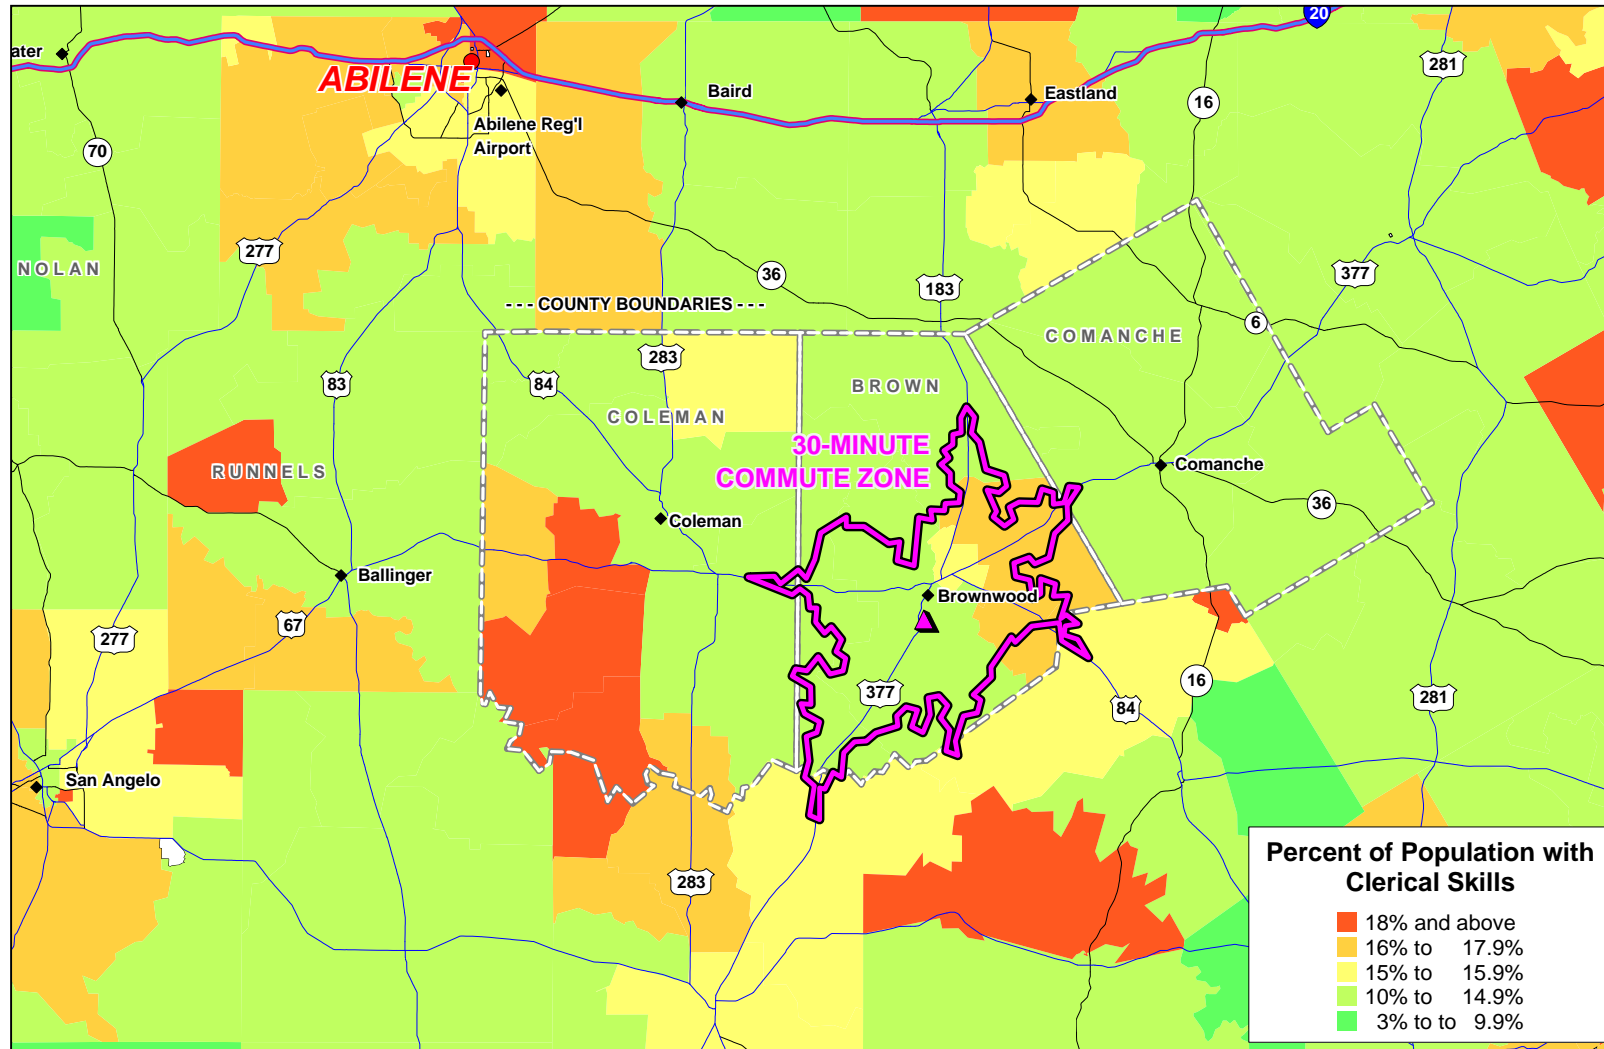 20
ater
281
ABILENE
Baird
Eastland
16
Abilene Reg'l
Airport
70
277
NOLAN
36
377
183
--- COUNTY BOUNDARIES ---
6
COMANCHE
283
83
84
BROWN
COLEMAN
30-MINUTE
COMMUTE ZONE
RUNNELS
Comanche
36
Coleman
Ballinger
Brownwood
67
277
16
377
281
84
San Angelo
283
Percent of Population with
Clerical Skills
18% and above
16% to 17.9%
15% to 15.9%
10% to 14.9%
3% to to 9.9%